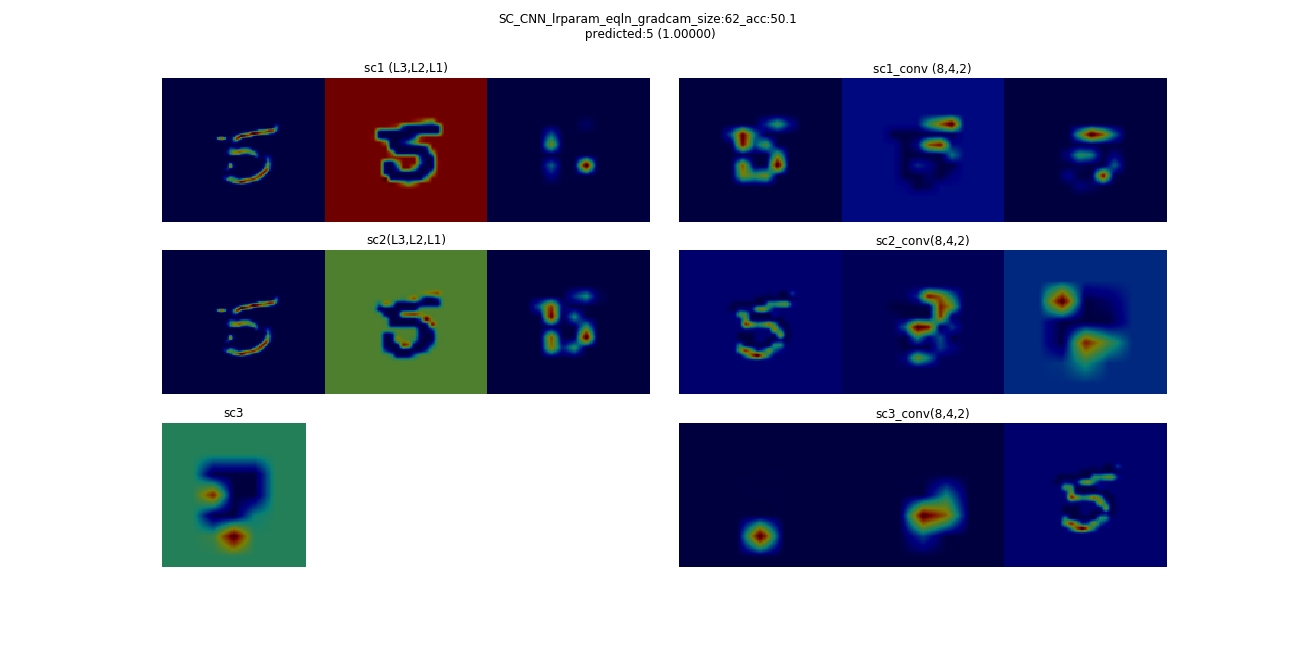 SC_CNN_lrparam_eqln_gradcam_size:62_acc:50.1
predicted:5 (1.00000)
sc1 (L3,L2,L1)
sc1_conv (8,4,2)
sc2(L3,L2,L1)
sc2_conv(8,4,2)
sc3
sc3_conv(8,4,2)